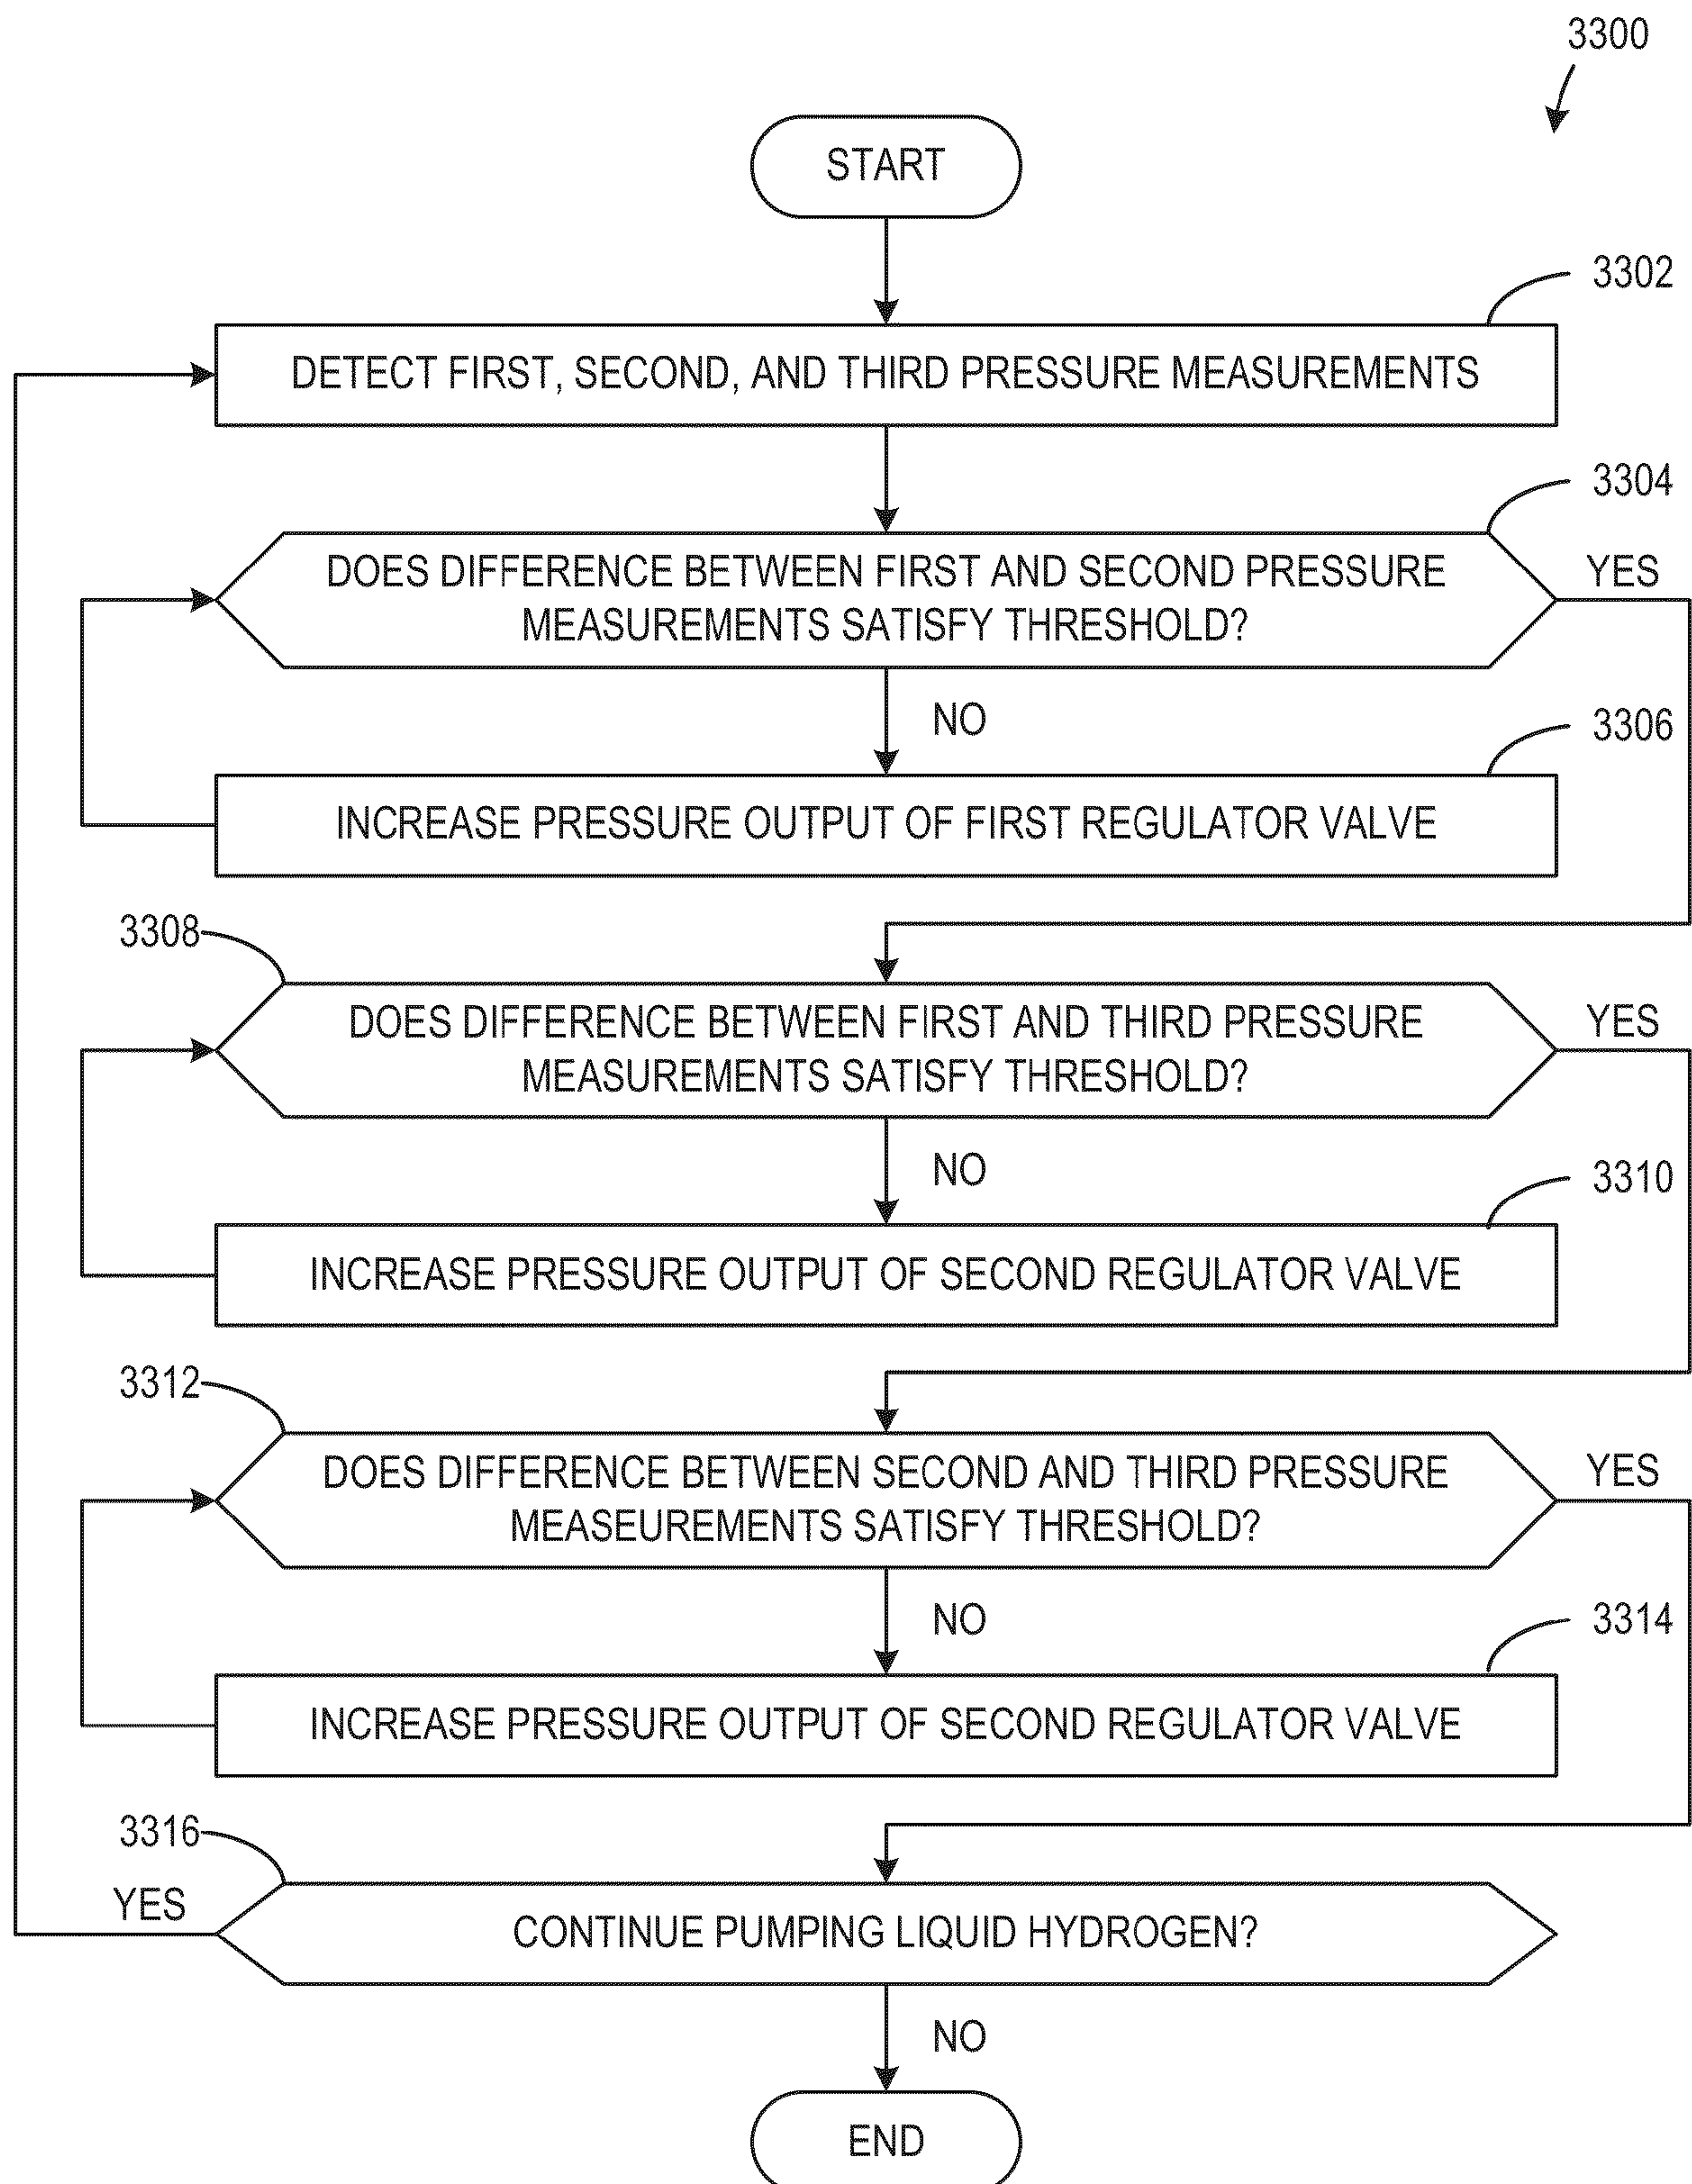 3300
START
3302
DETECT FIRST, SECOND, AND THIRD PRESSURE MEASUREMENTS
3304
DOES DIFFERENCE BETWEEN FIRST AND SECOND PRESSURE
MEASUREMENTS SATISFY THRESHOLD?
YES
NO
3306
INCREASE PRESSURE OUTPUT OF FIRST REGULATOR VALVE
3308
DOES DIFFERENCE BETWEEN FIRST AND THIRD PRESSURE
MEASUREMENTS SATISFY THRESHOLD?
YES
NO
3310
INCREASE PRESSURE OUTPUT OF SECOND REGULATOR VALVE
3312
DOES DIFFERENCE BETWEEN SECOND AND THIRD PRESSURE
MEASEUREMENTS SATISFY THRESHOLD?
YES
NO
3314
INCREASE PRESSURE OUTPUT OF SECOND REGULATOR VALVE
3316
YES
CONTINUE PUMPING LIQUID HYDROGEN?
NO
END